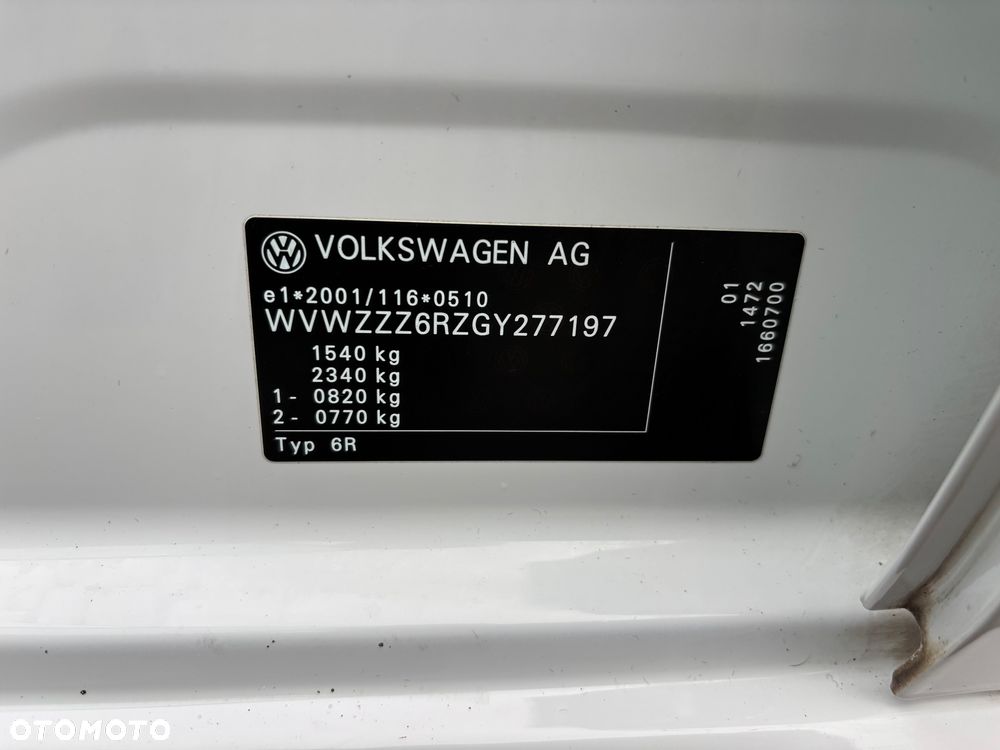 VOLKSWAGEN AG
e1*2001/116*0510
WVWZZZ6RZGY277197
1540 kg
2340 kg
1 - 0820 kg
2 - 0770 kg
Typ 6R
01
1472
1660700
OTOMOTO